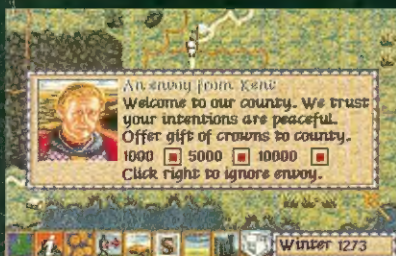 An envoy from Kent
Welcome to our county. We trust
your intentions are peaceful.
Offer gift of crowns to county.
1000 5000 10000
Click right to ignore envoy.
S
Winter 1273